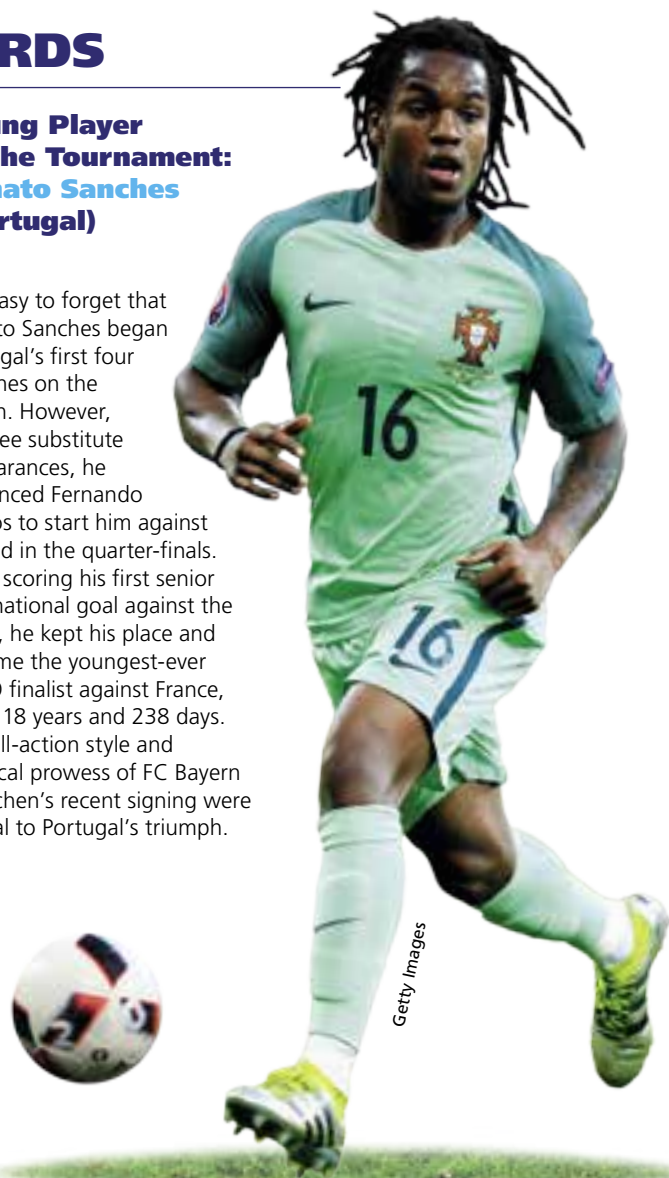 RDS
ung Player
he Tournament:
ato Sanches
rtugal)
asy to forget that
to Sanches began
gal's first four
hes on the
h. However,
ee substitute
arances, he
nced Fernando
os to start him against
d in the quarter-finals.
scoring his first senior
national goal against the
, he kept his place and
me the youngest-ever
finalist against France,
18 years and 238 days.
ll-action style and
cal prowess of FC Bayern
chen's recent signing were
al to Portugal's triumph.
16
16
2
Getty Images